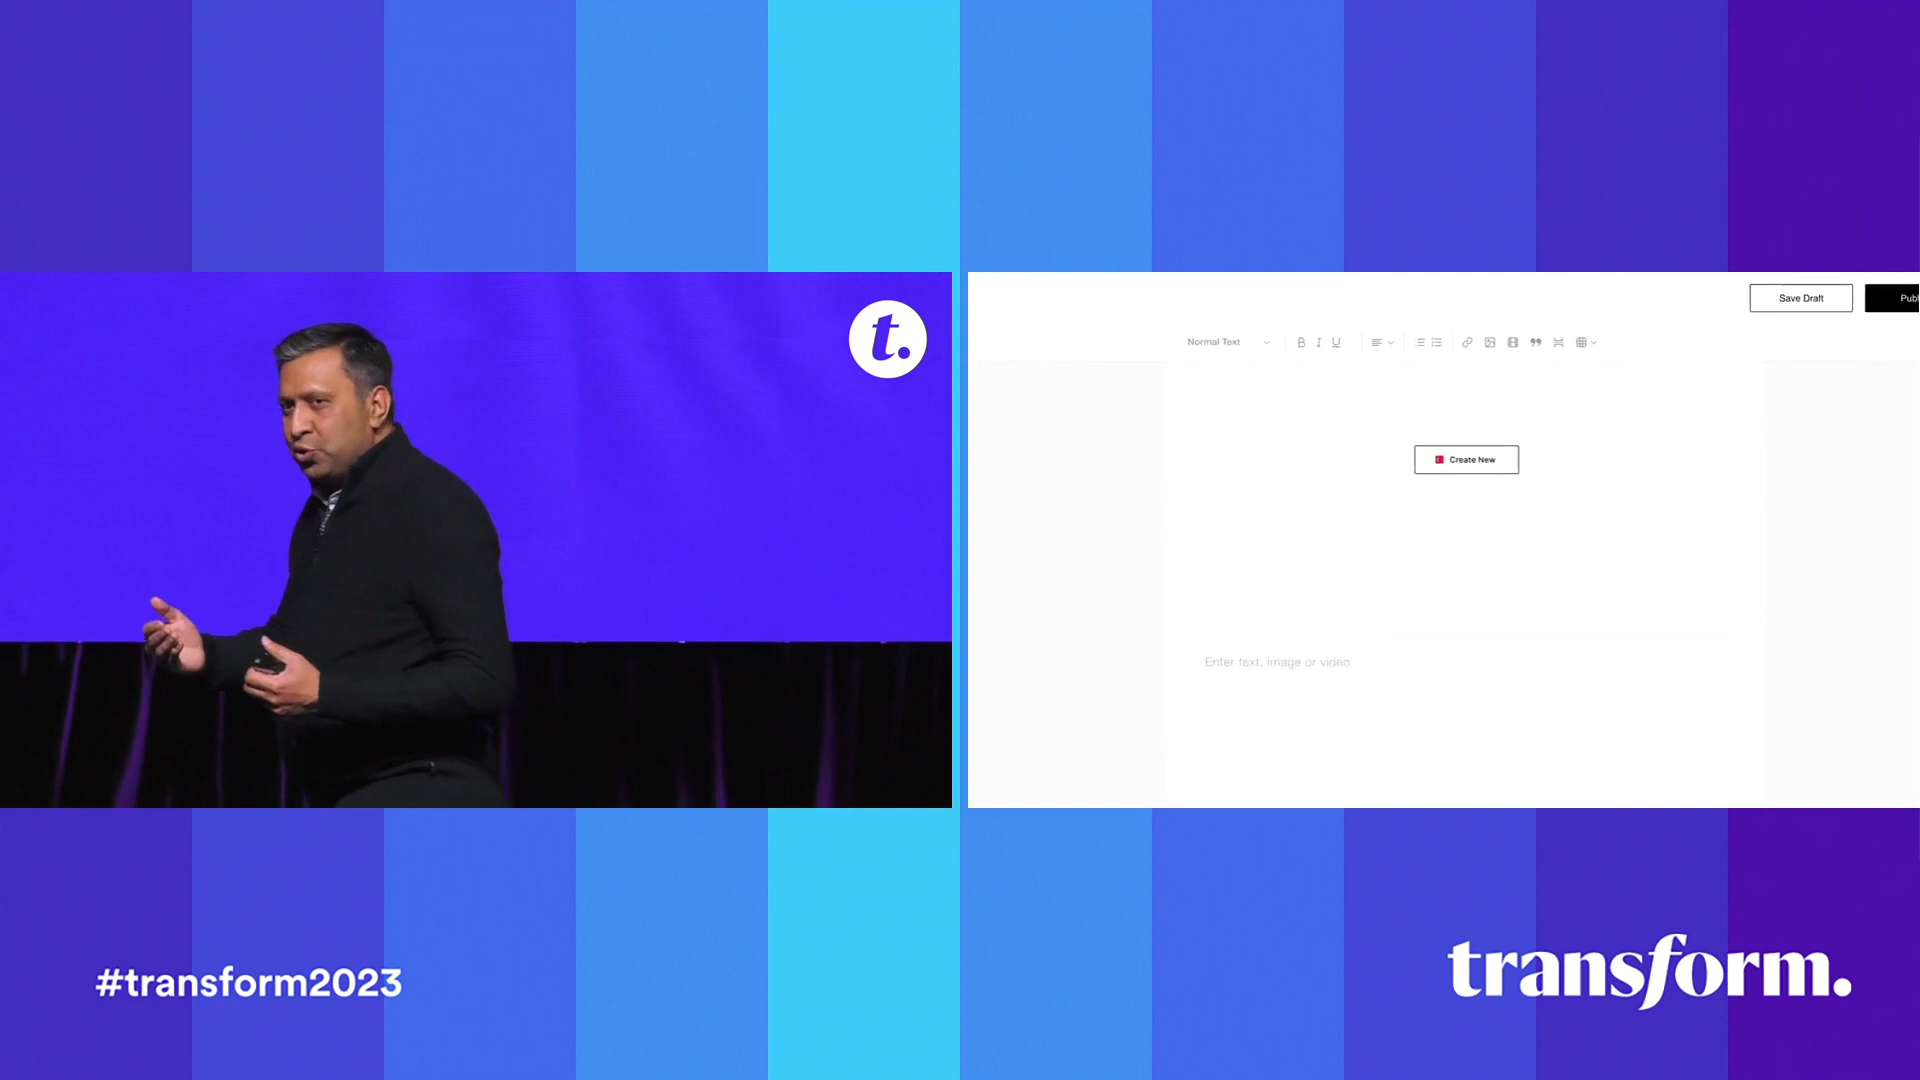 t.
Save Draft
Publ
Normal Text
B I U
Create New
Enter text, image or video
#transform2023
transform.